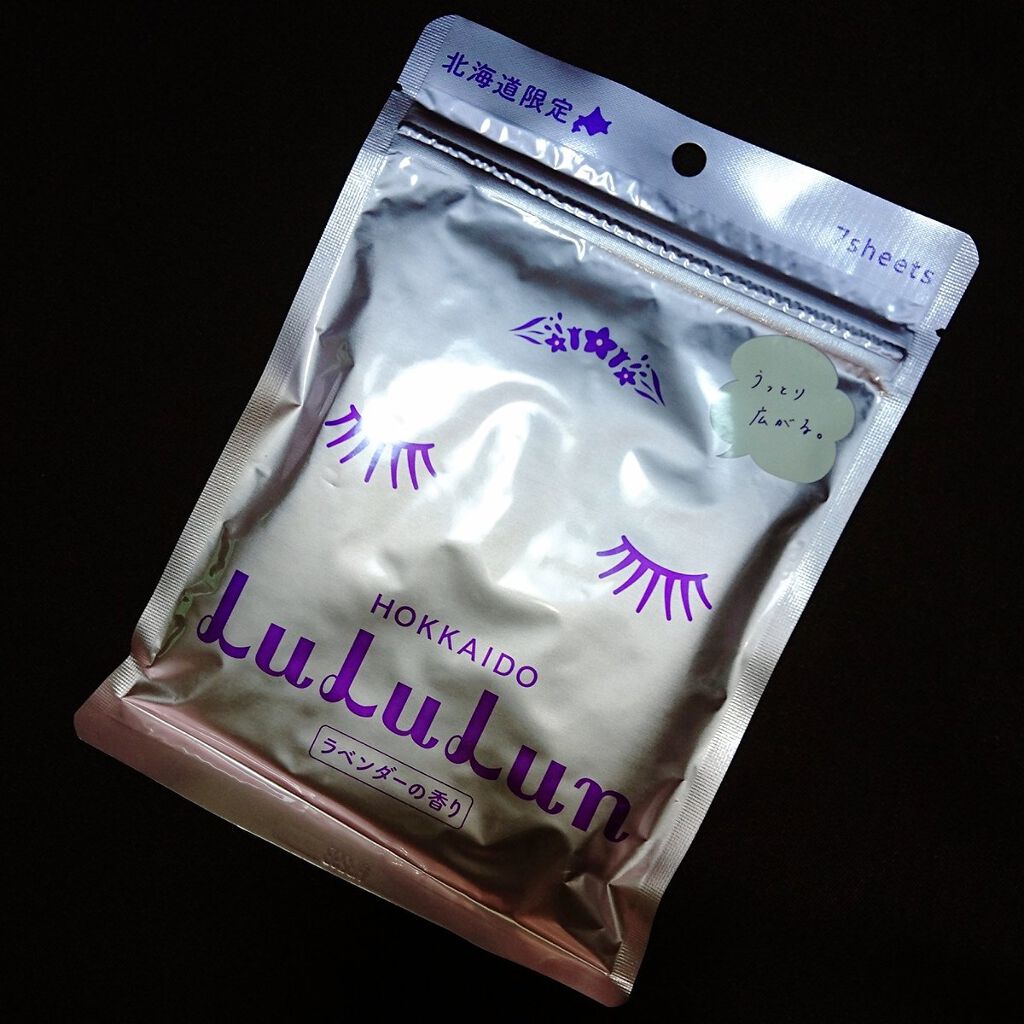 北海道限定
7sheets
うっとり
広がる。
HOKKAIDO
LuLuLun
ラベンダーの香り